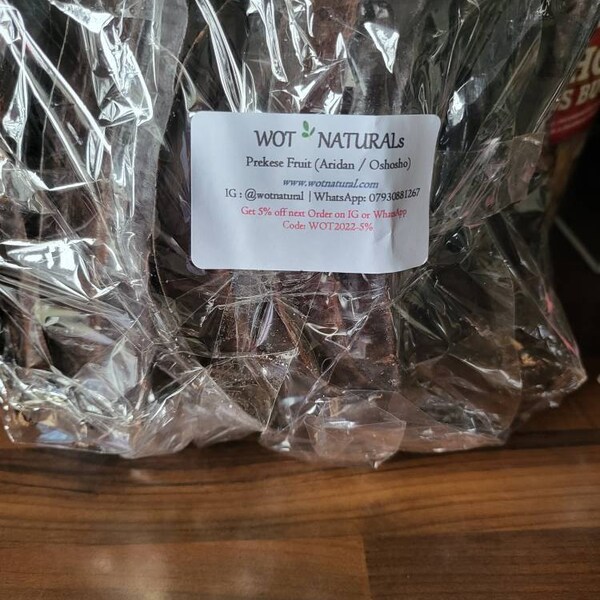 WOT NATURALs
Prekese Fruit (Aridan / Oshosho)
www.wotnatural.com
IG : @wotnatural | WhatsApp: 07930881267
Get 5% off next Order on IG or WhatsApp
Code: WOT2022-5%